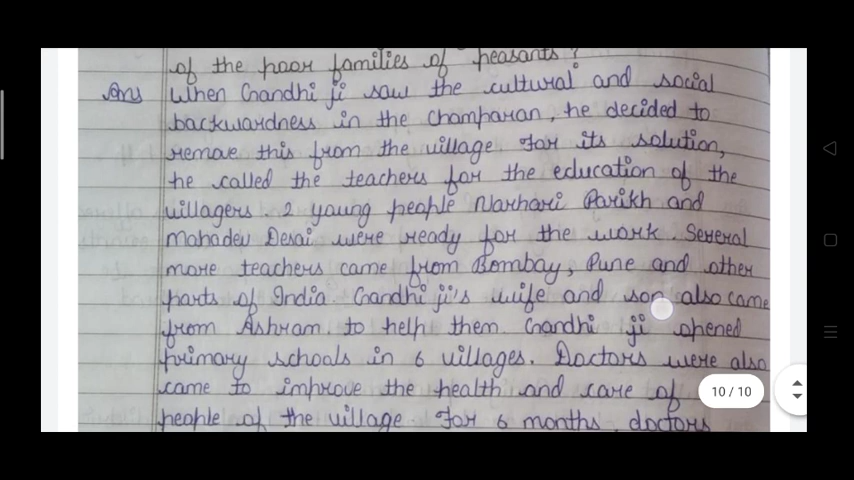 of the poor families of peasants?
Ans When Gandhi ji saw the cultural and social
backwardness in the Champaran, he decided to
remove this from the village For its solution,
he called the teachers for the education of the
villagers. 2 young people Narhari Parikh and
Mahadev Desai were ready for the work. Several
more teachers came from Bombay, Pune and other
parts of India. Gandhi ji's wife and son also came
from Ashram to help them. Gandhi ji opened
primary schools in 6 villages. Doctors were also
came to improve the health and care of
people of the village. For 6 months, doctors
10 / 10